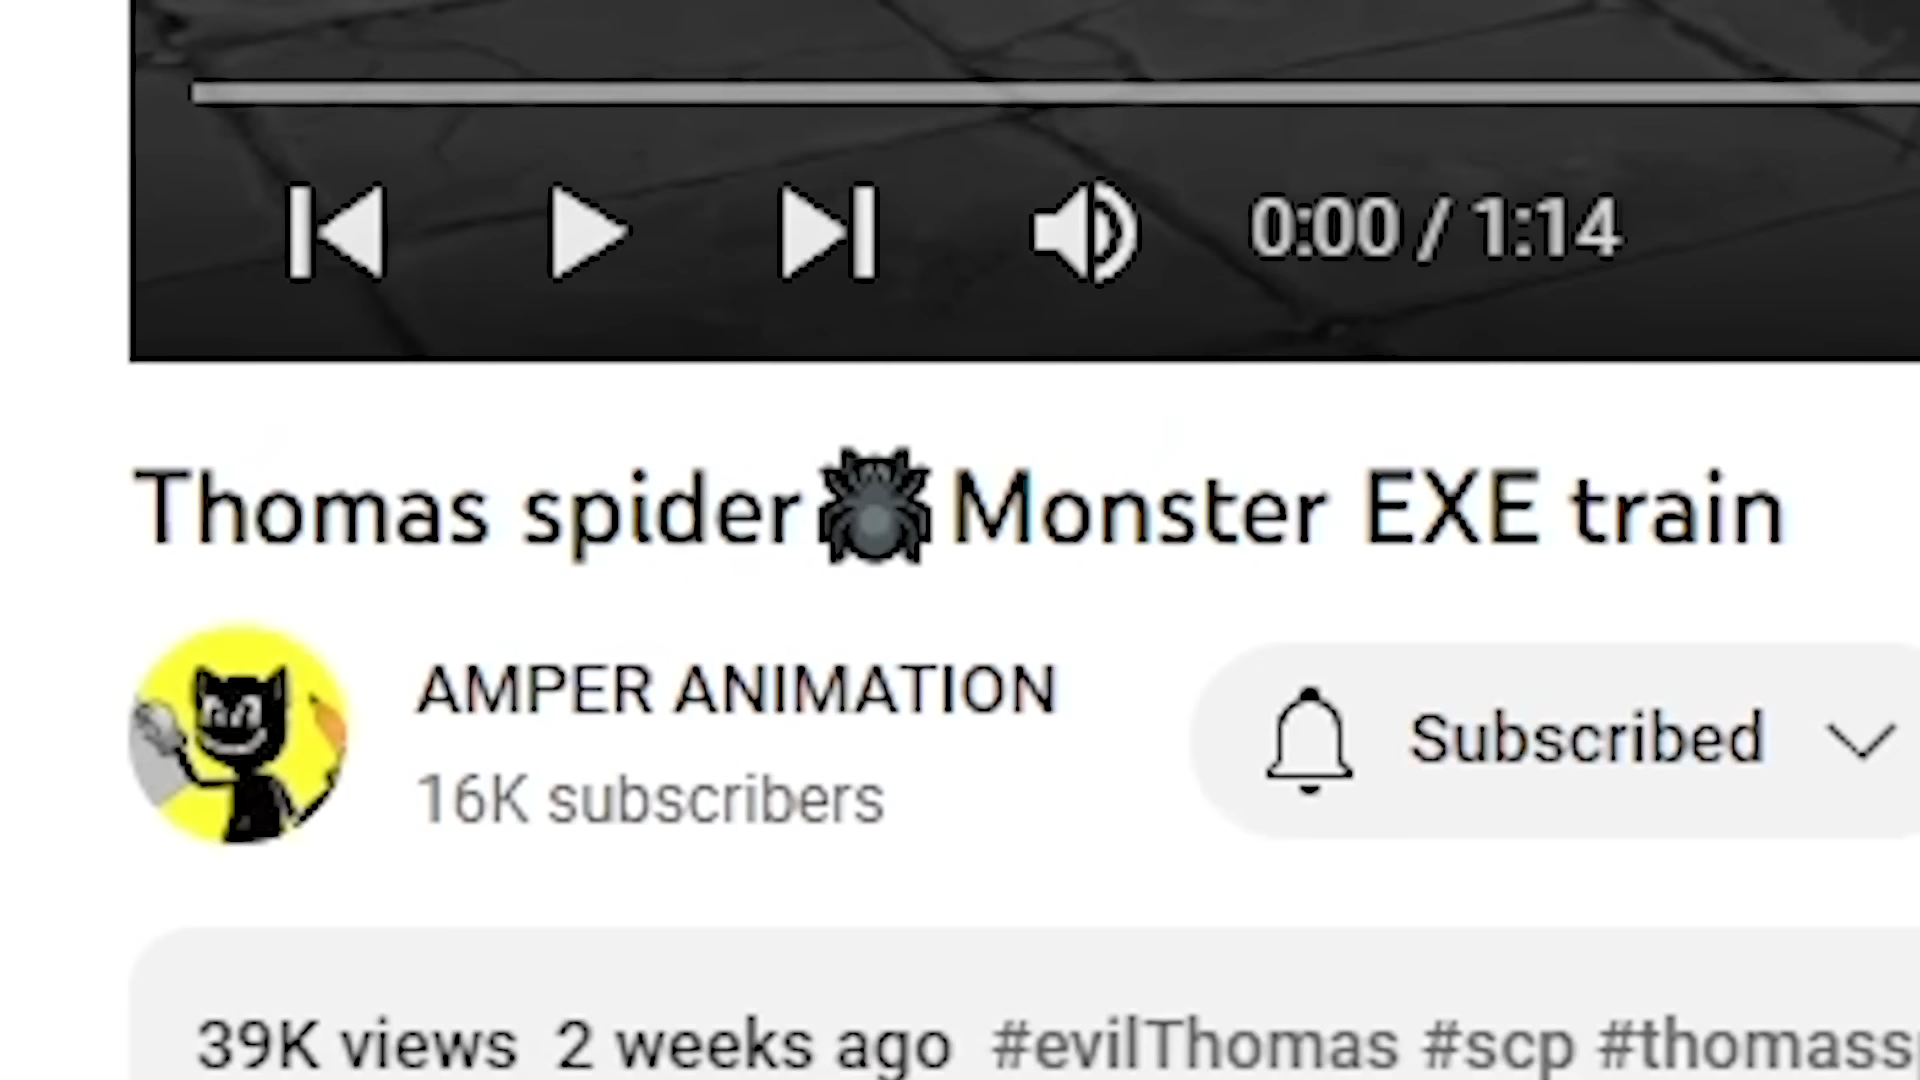 0:00 / 1:14
Thomas spider🕷Monster EXE train
AMPER ANIMATION
Subscribed
16K subscribers
39K views 2 weeks ago #evilThomas #scp #thomassp